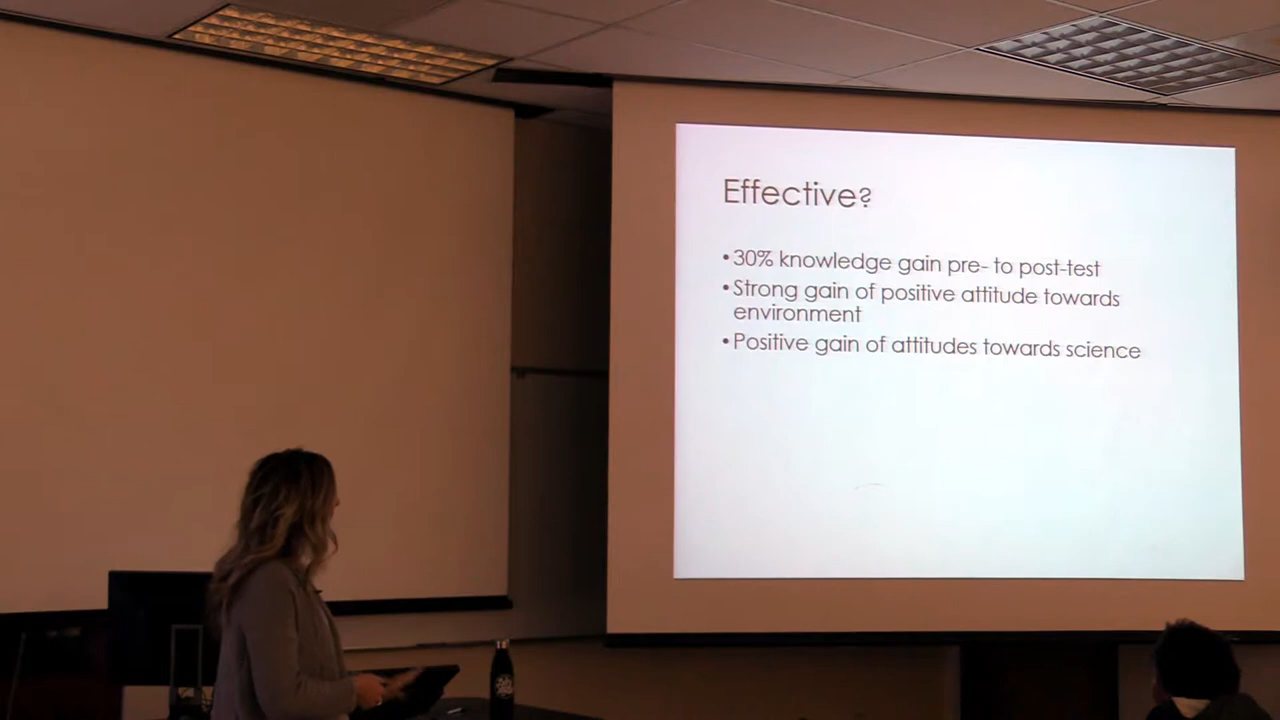 Effective?
•30% knowledge gain pre- to post-test
•Strong gain of positive attitude towards
environment
•Positive gain of attitudes towards science